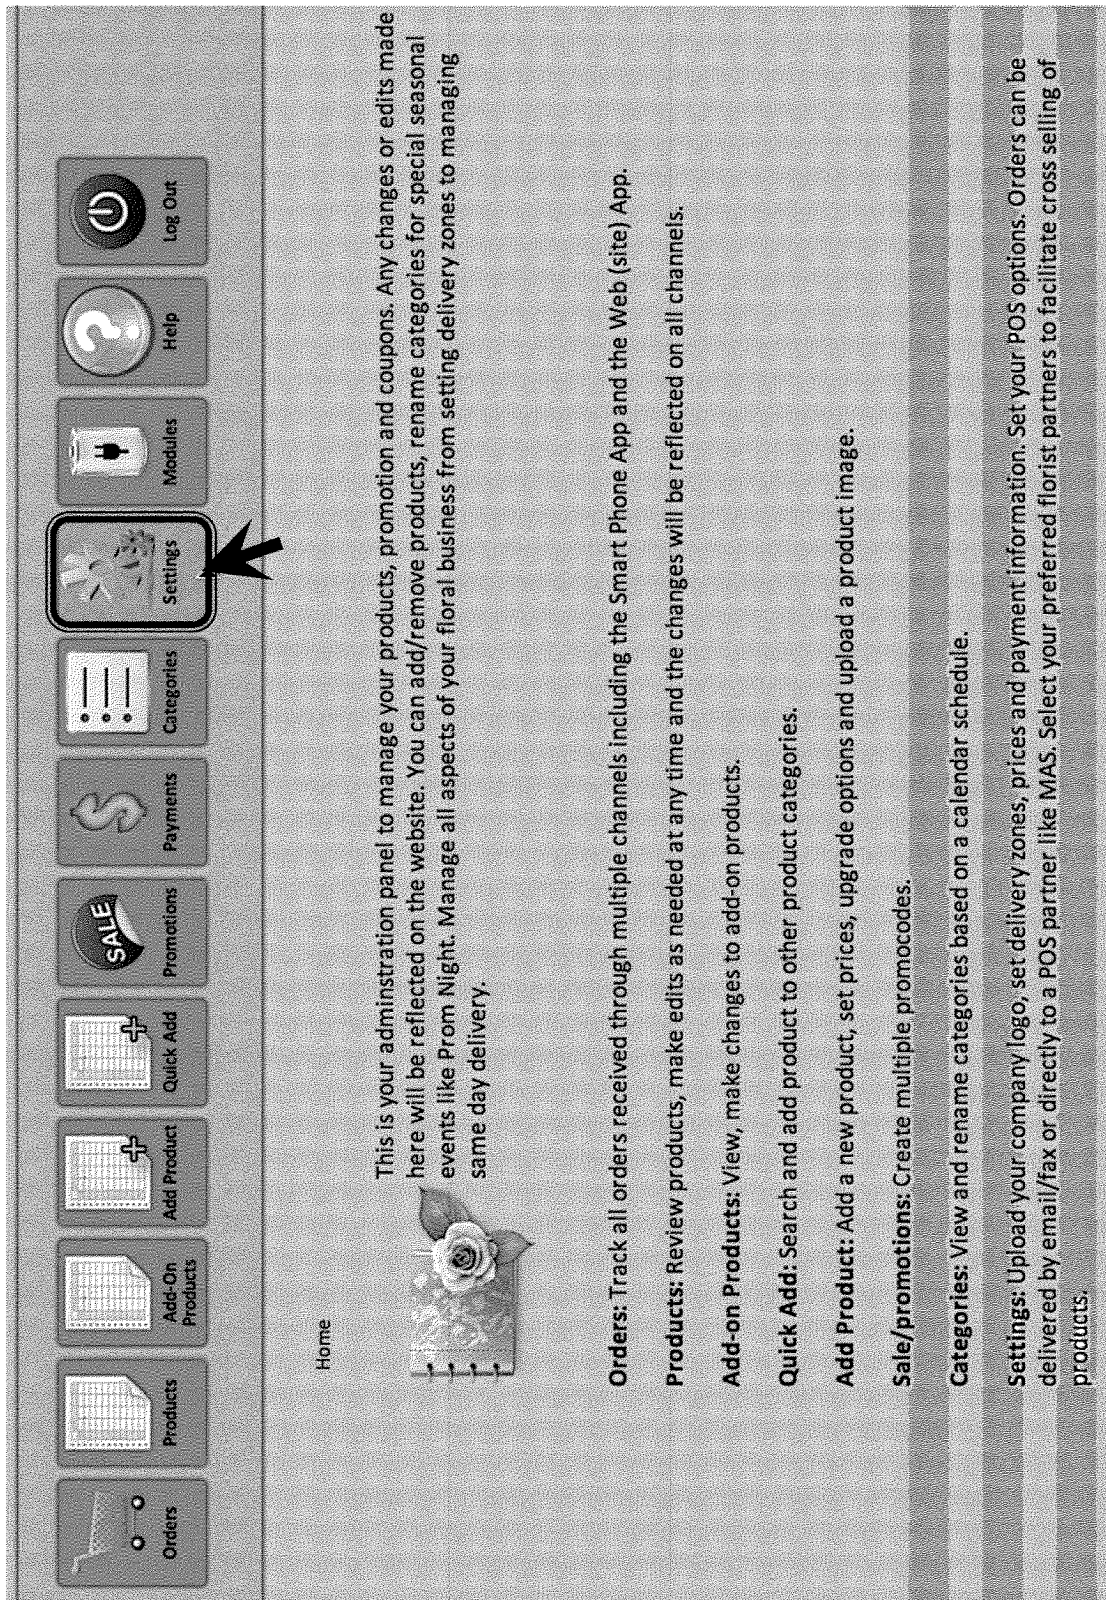 Orders
Products
Add-On
Products
Add Product
Quick Add
SALE
Promotions
Payments
Categories
Settings
Modules
Help
Log Out
Home
This is your adminstration panel to manage your products, promotion and coupons. Any changes or edits made
here will be reflected on the website. You can add/remove products, rename categories for special seasonal
events like Prom Night. Manage all aspects of your floral business from setting delivery zones to managing
same day delivery.
Orders: Track all orders received through multiple channels including the Smart Phone App and the Web (site) App.
Products: Review products, make edits as needed at any time and the changes will be reflected on all channels.
Add-on Products: View, make changes to add-on products.
Quick Add: Search and add product to other product categories.
Add Product: Add a new product, set prices, upgrade options and upload a product image.
Sale/promotions: Create multiple promocodes.
Categories: View and rename categories based on a calendar schedule.
Settings: Upload your company logo, set delivery zones, prices and payment information. Set your POS options. Orders can be
delivered by email/fax or directly to a POS partner like MAS. Select your preferred florist partners to facilitate cross selling of
products.